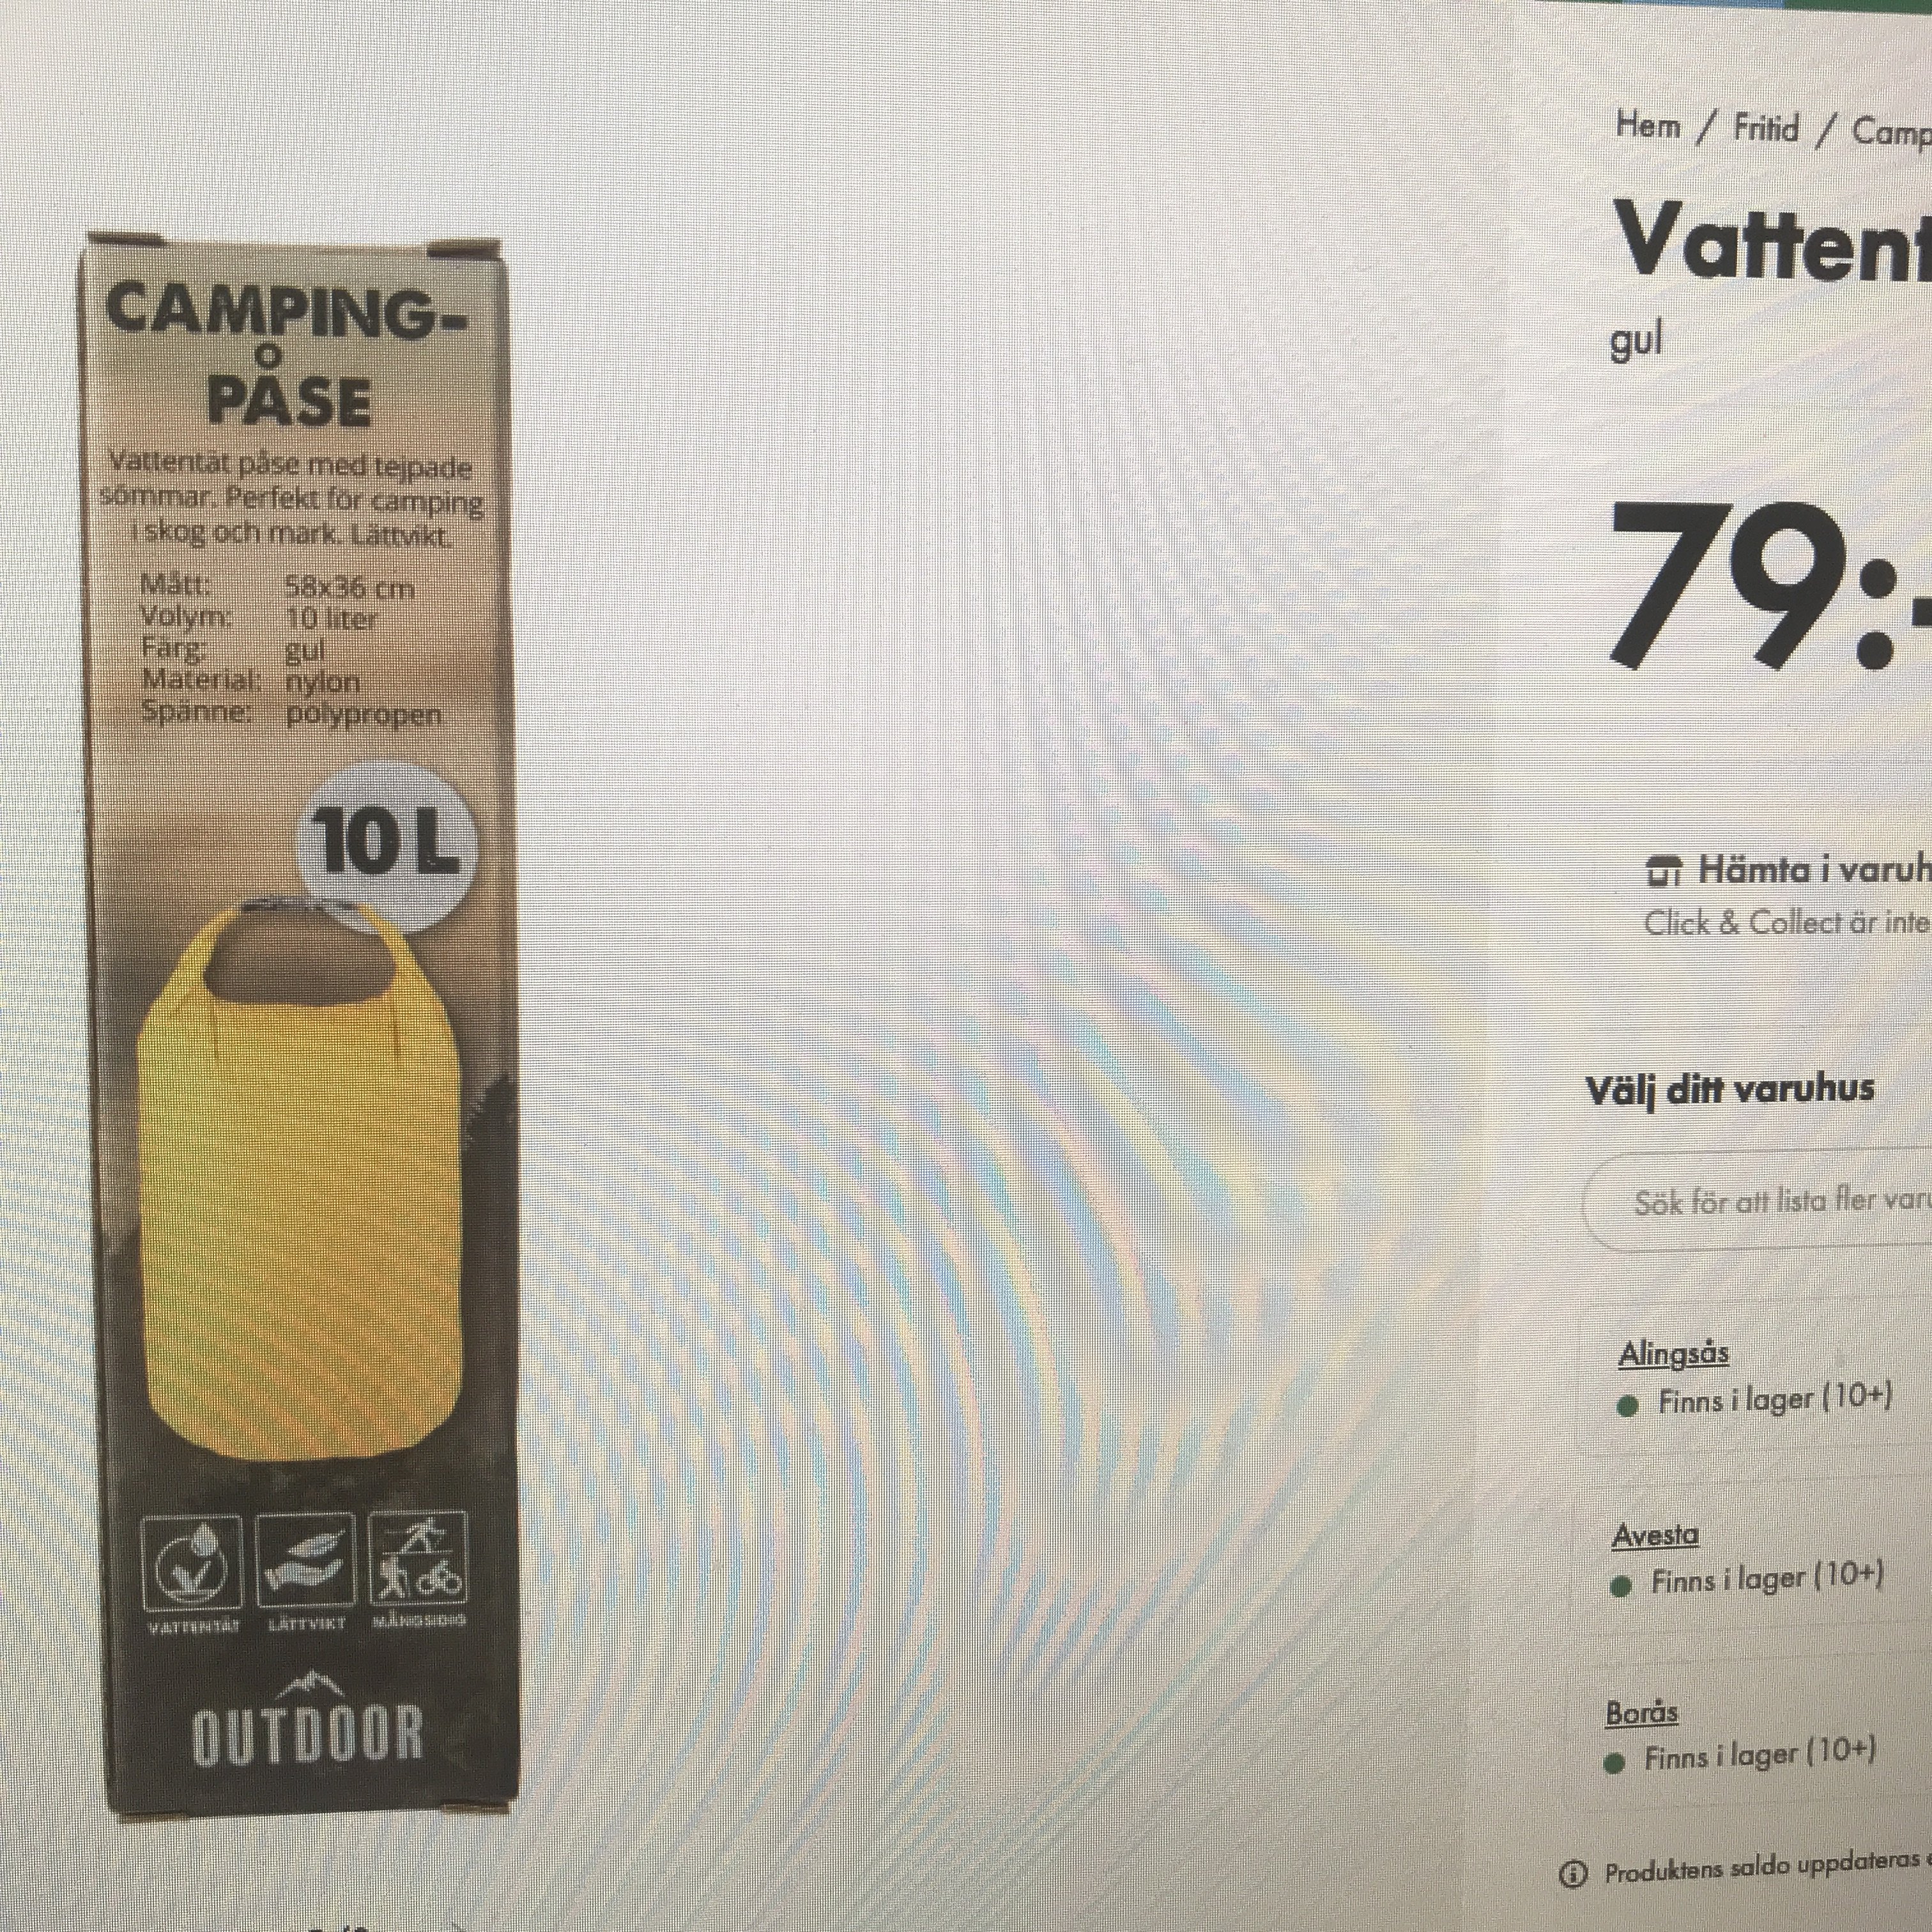 CAMPING-
PÅSE
Vattentät påse med tejpade
sömmar. Perfekt för camping
i skog och mark. Lättvikt.
Mått: 58x36 cm
Volym: 10 liter
Färg: gul
Material: nylon
Spänne: polypropen
10 L
VATTENTÄT LÄTTVIKT MÅNGSIDIG
OUTDOOR
Hem / Fritid / Camp
Vattent
gul
79:-
Hämta i varuh
Click & Collect är inte
Välj ditt varuhus
Sök för att lista fler varu
Alingsås
Finns i lager (10+)
Avesta
Finns i lager (10+)
Borås
Finns i lager (10+)
Produktens saldo uppdateras